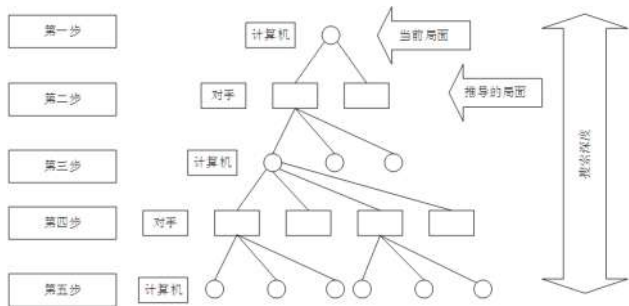 第一步
计算机
当前局面
第二步
对手
推导的局面
第三步
计算机
搜索深度
第四步
对手
第五步
计算机